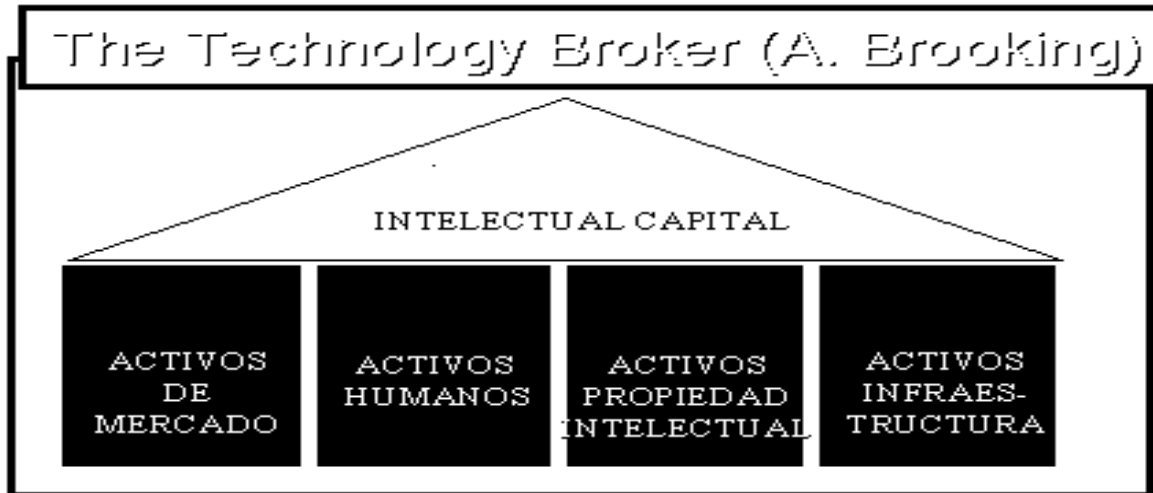 The Technology Broker (A. Brooking)
INTELECTUAL CAPITAL
ACTIVOS
DE
MERCADO
ACTIVOS
HUMANOS
ACTIVOS
PROPIEDAD
INTELECTUAL
ACTIVOS
INFRAES-
TRUCTURA